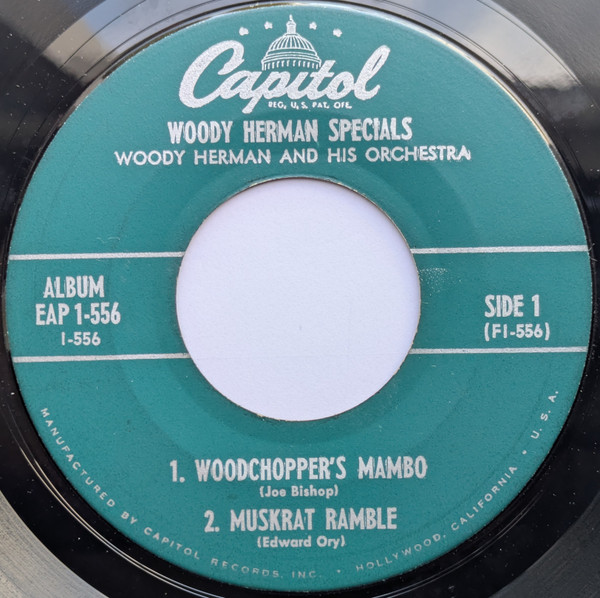 Capitol
REG. U.S. PAT. OFF.
WOODY HERMAN SPECIALS
WOODY HERMAN AND HIS ORCHESTRA
ALBUM
EAP 1-556
1-556
SIDE 1
(F1-556)
1. WOODCHOPPER'S MAMBO
(Joe Bishop)
2. MUSKRAT RAMBLE
(Edward Ory)
MANUFACTURED BY CAPITOL RECORDS, INC. • HOLLYWOOD, CALIFORNIA • U.S.A.